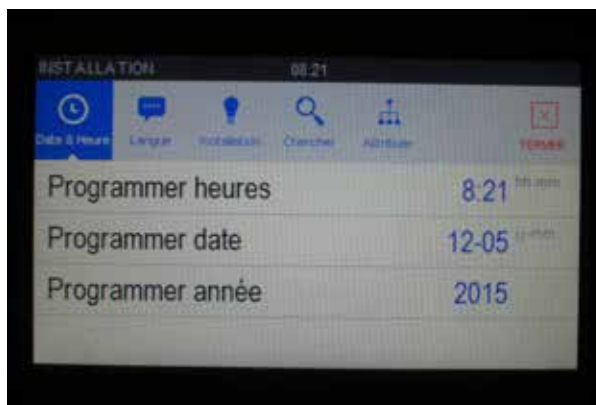 INSTALLATION 08:21
Date & Heure Langue Installation Chercher Attribuer TERMER
Programmer heures 8:21 hh:mm
Programmer date 12-05
Programmer année 2015